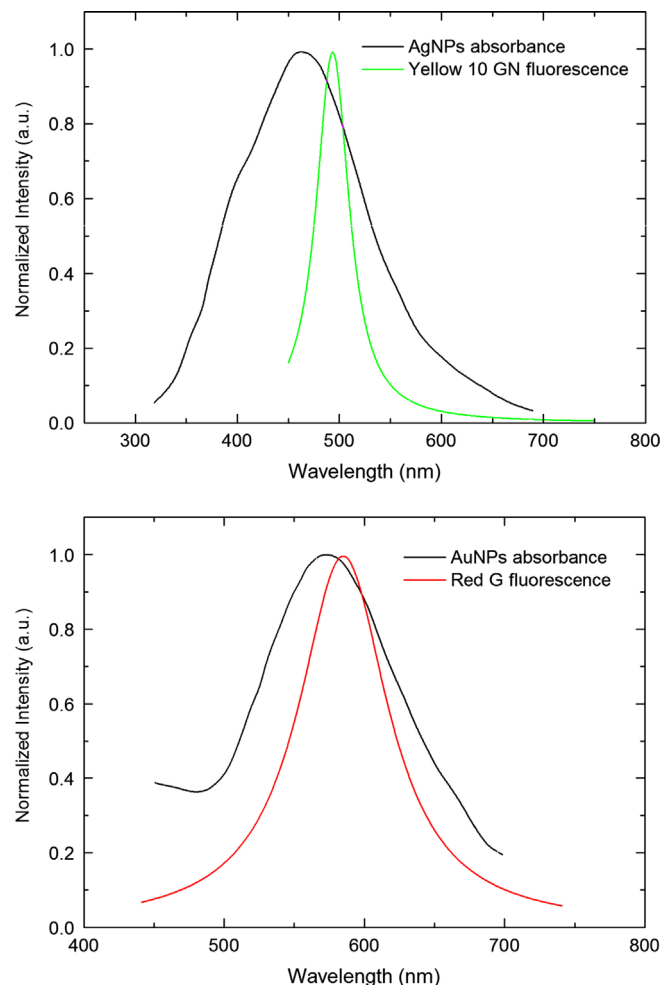 AgNPs absorbance
Yellow 10 GN fluorescence
Normalized Intensity (a.u.)
1.0
0.8
0.6
0.4
0.2
0.0
300 400 500 600 700 800
Wavelength (nm)
AuNPs absorbance
Red G fluorescence
Normalized Intensity (a.u.)
1.0
0.8
0.6
0.4
0.2
0.0
400 500 600 700 800
Wavelength (nm)